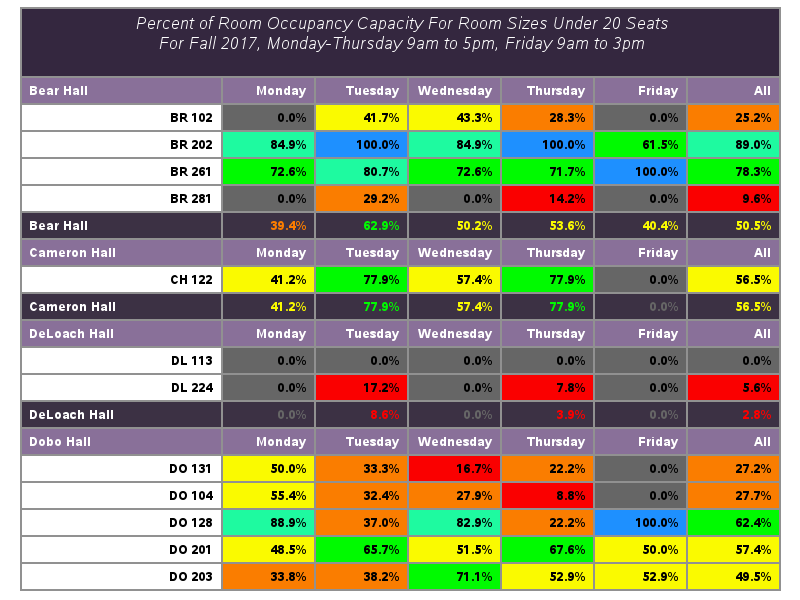 Percent of Room Occupancy Capacity For Room Sizes Under 20 Seats
For Fall 2017, Monday-Thursday 9am to 5pm, Friday 9am to 3pm
Bear Hall Monday Tuesday Wednesday Thursday Friday All
BR 102 0.0% 41.7% 43.3% 28.3% 0.0% 25.2%
BR 202 84.9% 100.0% 84.9% 100.0% 61.5% 89.0%
BR 261 72.6% 80.7% 72.6% 71.7% 100.0% 78.3%
BR 281 0.0% 29.2% 0.0% 14.2% 0.0% 9.6%
Bear Hall 39.4% 62.9% 50.2% 53.6% 40.4% 50.5%
Cameron Hall Monday Tuesday Wednesday Thursday Friday All
CH 122 41.2% 77.9% 57.4% 77.9% 0.0% 56.5%
Cameron Hall 41.2% 77.9% 57.4% 77.9% 0.0% 56.5%
DeLoach Hall Monday Tuesday Wednesday Thursday Friday All
DL 113 0.0% 0.0% 0.0% 0.0% 0.0% 0.0%
DL 224 0.0% 17.2% 0.0% 7.8% 0.0% 5.6%
DeLoach Hall 0.0% 8.6% 0.0% 3.9% 0.0% 2.8%
Dobo Hall Monday Tuesday Wednesday Thursday Friday All
DO 131 50.0% 33.3% 16.7% 22.2% 0.0% 27.2%
DO 104 55.4% 32.4% 27.9% 8.8% 0.0% 27.7%
DO 128 88.9% 37.0% 82.9% 22.2% 100.0% 62.4%
DO 201 48.5% 65.7% 51.5% 67.6% 50.0% 57.4%
DO 203 33.8% 38.2% 71.1% 52.9% 52.9% 49.5%